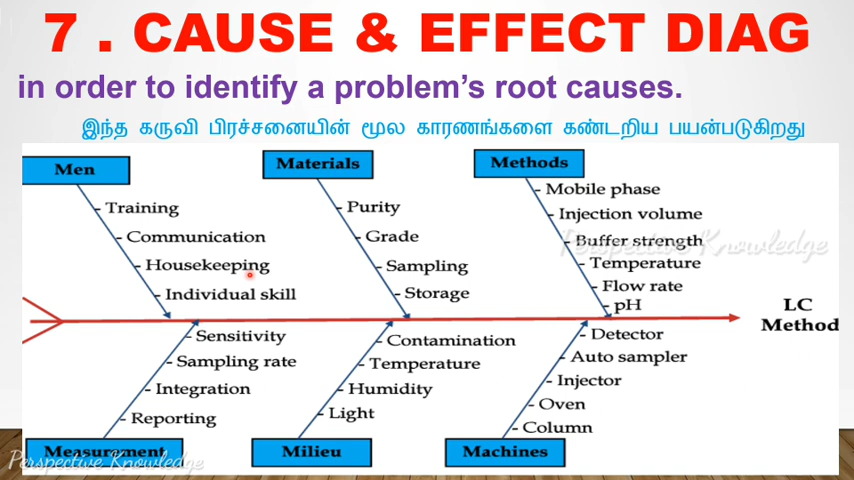 7 . CAUSE & EFFECT DIAG
in order to identify a problem's root causes.
இந்த கருவி பிரச்சனையின் மூல காரணங்களை கண்டறிய பயன்படுகிறது
Men
Materials
Methods
- Training
- Communication
- Housekeeping
- Individual skill
- Purity
- Grade
- Sampling
- Storage
- Mobile phase
- Injection volume
- Buffer strength
- Temperature
- Flow rate
- pH
Perspective Knowledge
LC
Method
- Sensitivity
- Sampling rate
- Integration
- Reporting
- Contamination
- Temperature
- Humidity
- Light
- Detector
- Auto sampler
- Injector
- Oven
- Column
Measurement
Milieu
Machines
Perspective Knowledge